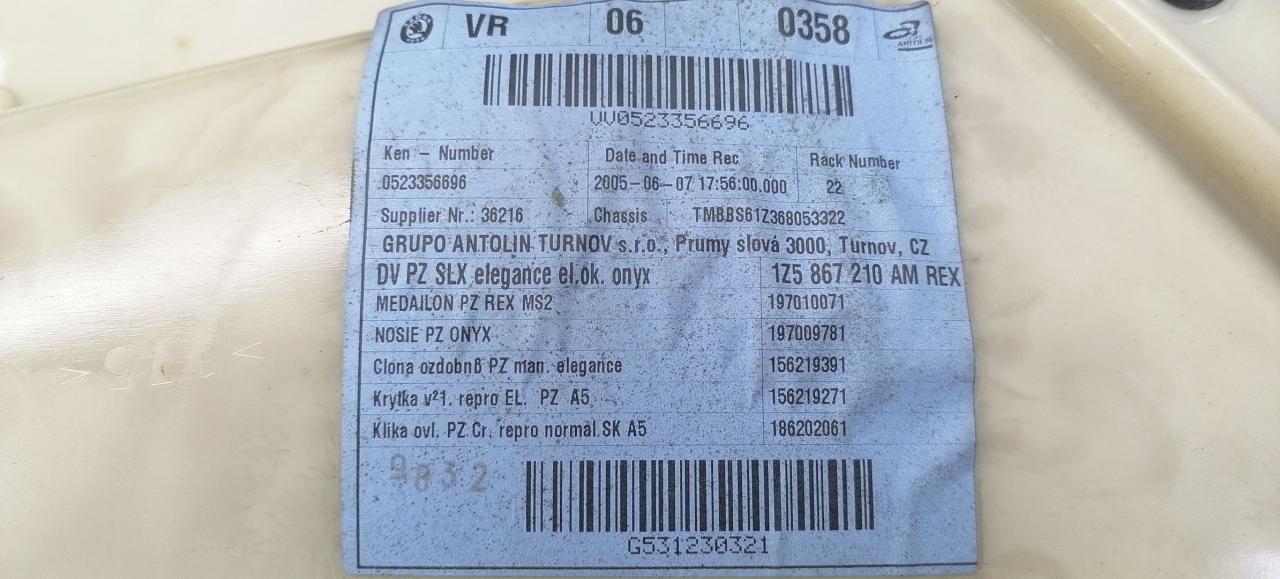 VR 06 0358
ANTOLIN
VV0523356696
Ken - Number Date and Time Rec Rack Number
0523356696 2005-06-07 17:56:00.000 22
Supplier Nr.: 36216 Chassis TMBBS61Z368053322
GRUPO ANTOLIN TURNOV s.r.o., Prumy slová 3000, Turnov, CZ
DV PZ SLX elegance el.ok. onyx 1Z5 867 210 AM REX
MEDAILON PZ REX MS2 197010071
NOSIE PZ ONYX 197009781
Clona ozdobnß PZ man. elegance 156219391
Krytka v²1. repro EL. PZ A5 156219271
Klika ovl. PZ Cr, repro normál.SK A5 186202061
9832
G531230321